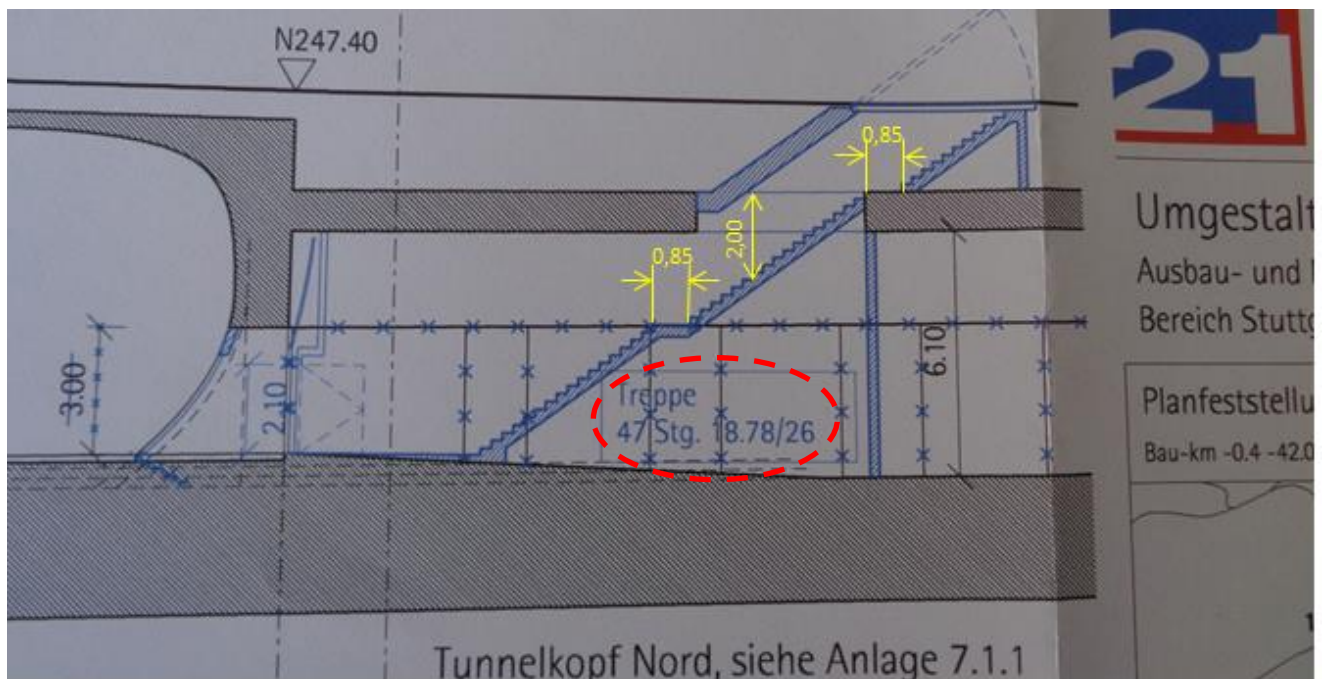 N247.40
21
0,85
0,85
2,00
3.00
2.10
6.10
Treppe
47 Stg. 18.78/26
Umgestalt
Ausbau- und
Bereich Stuttg
Planfeststellu
Bau-km -0.4 -42.0
Tunnelkopf Nord, siehe Anlage 7.1.1